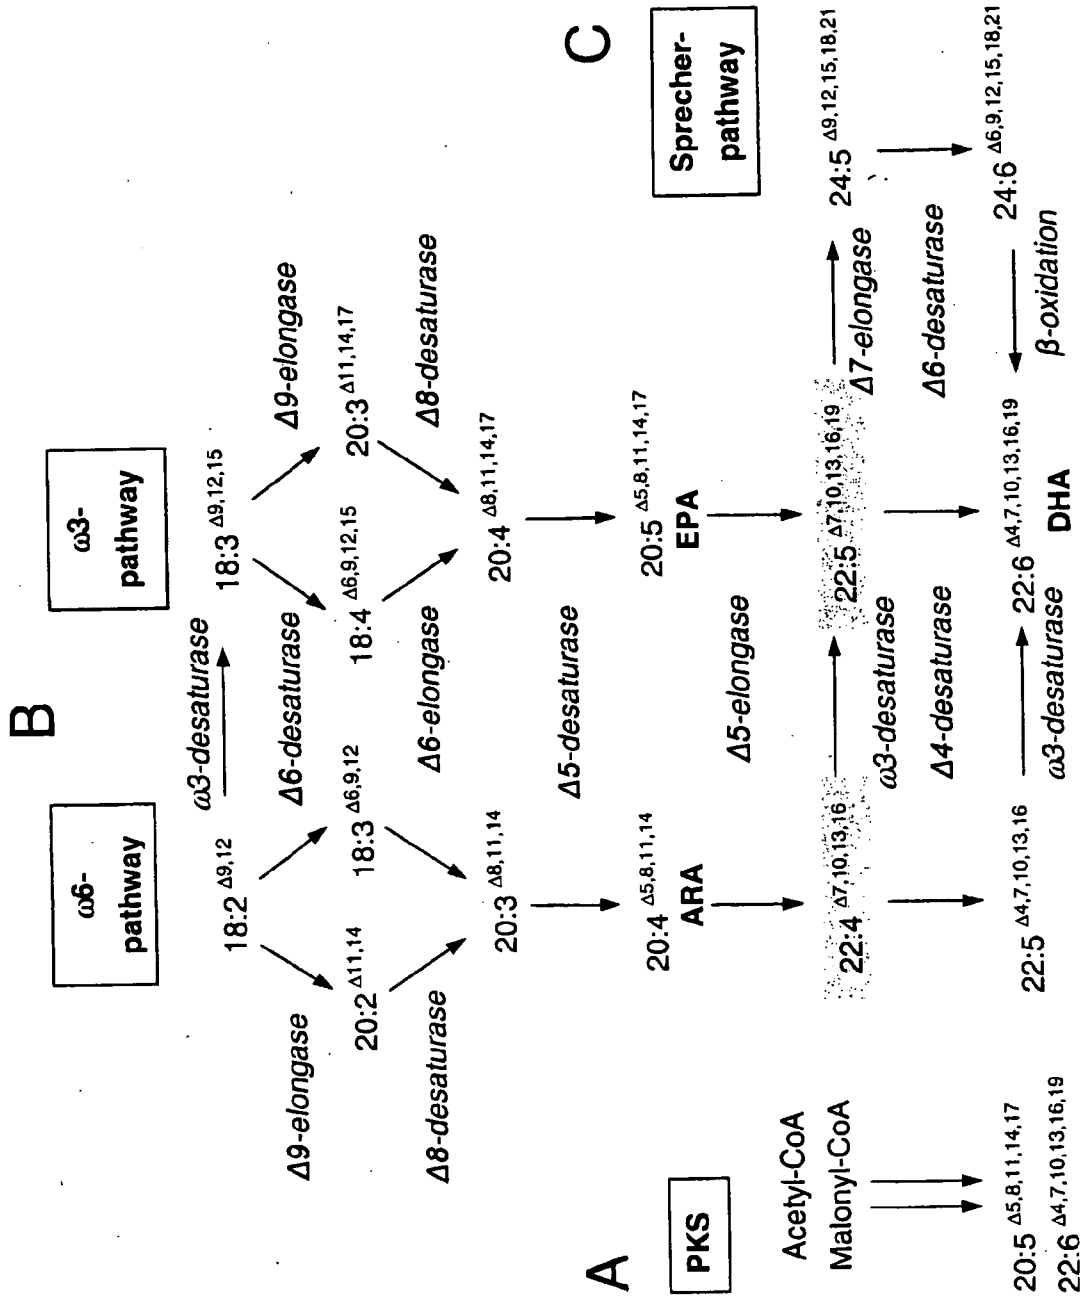 A
PKS
Acetyl-CoA
Malonyl-CoA
20:5 Δ5,8,11,14,17
22:6 Δ4,7,10,13,16,19
B
ω6-
pathway
ω3-
pathway
18:2 Δ9,12
ω3-desaturase
18:3 Δ9,12,15
Δ9-elongase
Δ6-desaturase
Δ9-elongase
20:2 Δ11,14
18:3 Δ6,9,12
18:4 Δ6,9,12,15
20:3 Δ11,14,17
Δ8-desaturase
Δ6-elongase
Δ8-desaturase
20:3 Δ8,11,14
20:4 Δ8,11,14,17
Δ5-desaturase
20:4 Δ5,8,11,14
ARA
20:5 Δ5,8,11,14,17
EPA
Δ5-elongase
22:4 Δ7,10,13,16
22:5 Δ7,10,13,16,19
ω3-desaturase
Δ4-desaturase
22:5 Δ4,7,10,13,16
22:6 Δ4,7,10,13,16,19
ω3-desaturase
DHA
C
Sprecher-
pathway
24:5 Δ9,12,15,18,21
Δ7-elongase
Δ6-desaturase
24:6 Δ6,9,12,15,18,21
β-oxidation